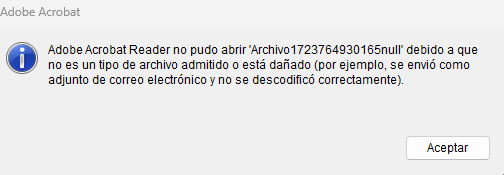 Adobe Acrobat
Adobe Acrobat Reader no pudo abrir 'Archivo1723764930165null' debido a que
no es un tipo de archivo admitido o está dañado (por ejemplo, se envió como
adjunto de correo electrónico y no se descodificó correctamente).
Aceptar